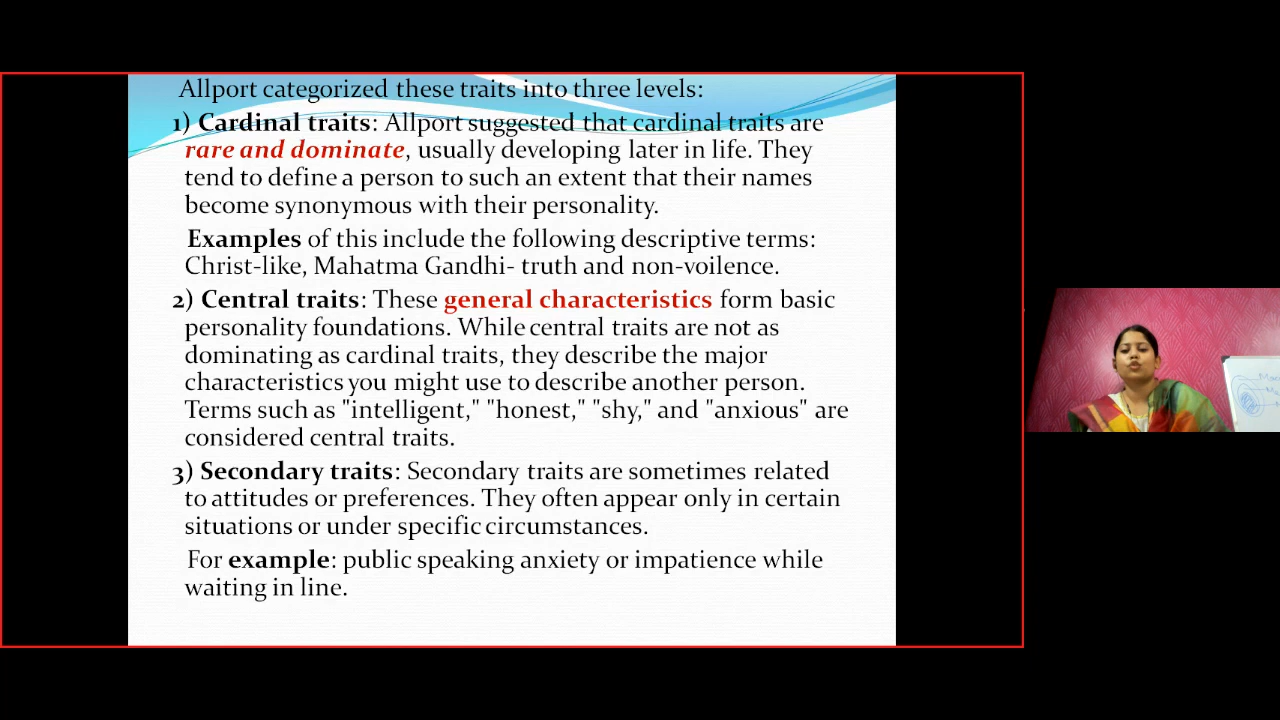 Allport categorized these traits into three levels:
1) Cardinal traits: Allport suggested that cardinal traits are
rare and dominate, usually developing later in life. They
tend to define a person to such an extent that their names
become synonymous with their personality.
Examples of this include the following descriptive terms:
Christ-like, Mahatma Gandhi- truth and non-voilence.
2) Central traits: These general characteristics form basic
personality foundations. While central traits are not as
dominating as cardinal traits, they describe the major
characteristics you might use to describe another person.
Terms such as "intelligent," "honest," "shy," and "anxious" are
considered central traits.
3) Secondary traits: Secondary traits are sometimes related
to attitudes or preferences. They often appear only in certain
situations or under specific circumstances.
For example: public speaking anxiety or impatience while
waiting in line.